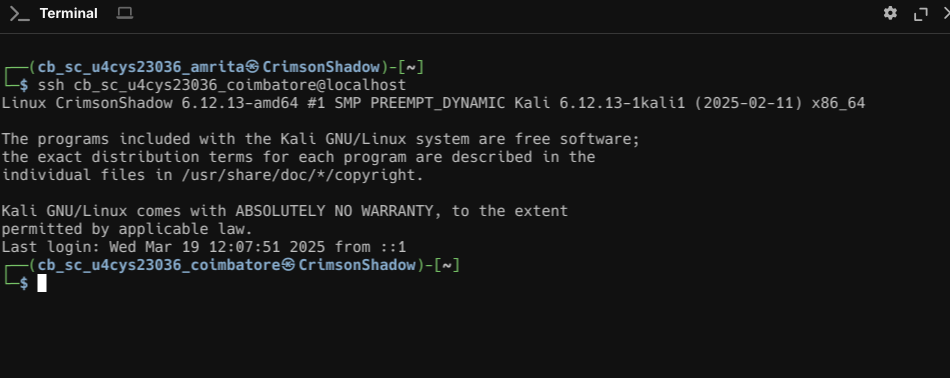 Terminal
┌──(cb_sc_u4cys23036_amrita㉿CrimsonShadow)-[~]
└─$ ssh cb_sc_u4cys23036_coimbatore@localhost
Linux CrimsonShadow 6.12.13-amd64 #1 SMP PREEMPT_DYNAMIC Kali 6.12.13-1kali1 (2025-02-11) x86_64
The programs included with the Kali GNU/Linux system are free software;
the exact distribution terms for each program are described in the
individual files in /usr/share/doc/*/copyright.
Kali GNU/Linux comes with ABSOLUTELY NO WARRANTY, to the extent
permitted by applicable law.
Last login: Wed Mar 19 12:07:51 2025 from ::1
┌──(cb_sc_u4cys23036_coimbatore㉿CrimsonShadow)-[~]
└─$